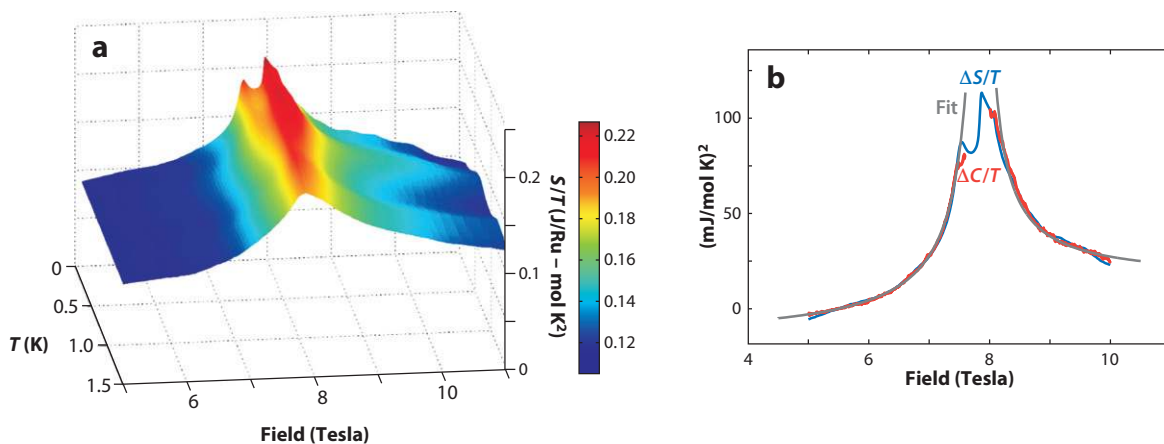 a
0
0.5
1.0
1.5
T (K)
6
8
10
Field (Tesla)
0.2
0.1
0
S/T (J/Ru – mol K²)
0.22
0.20
0.18
0.16
0.14
0.12
b
ΔS/T
Fit
ΔC/T
100
50
0
(mJ/mol K)²
4
6
8
10
Field (Tesla)